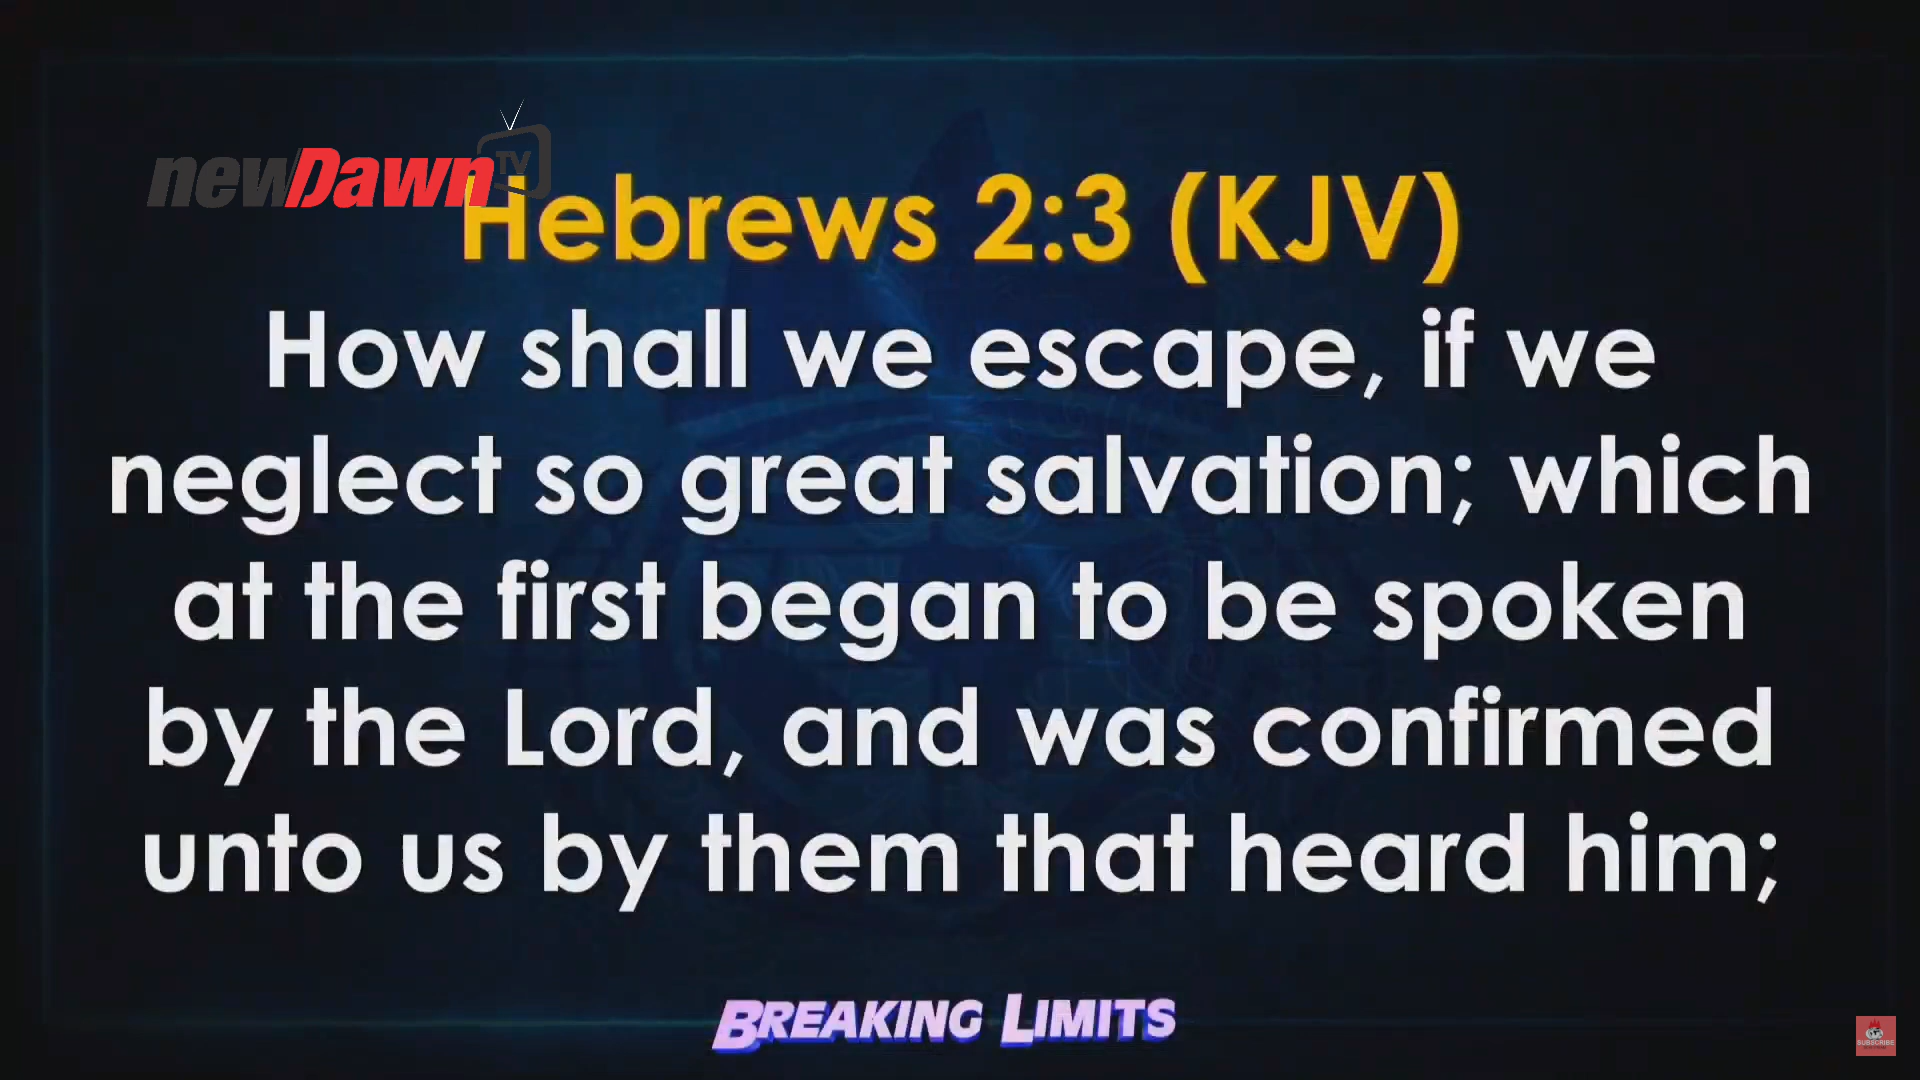 newDawn TV
Hebrews 2:3 (KJV)
How shall we escape, if we
neglect so great salvation; which
at the first began to be spoken
by the Lord, and was confirmed
unto us by them that heard him;
BREAKING LIMITS
SUBSCRIBE